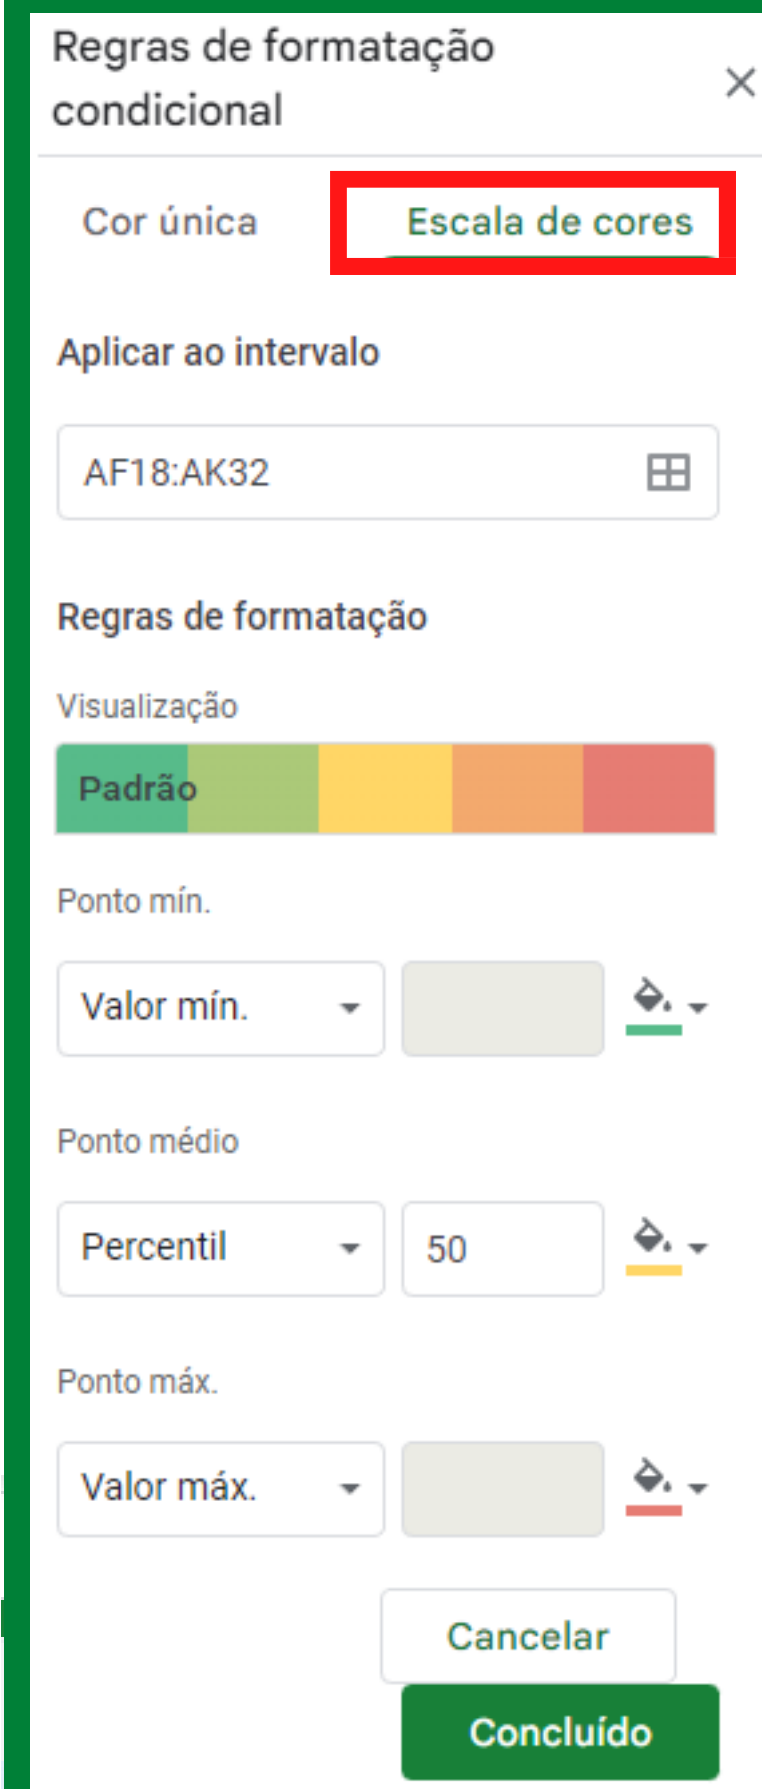 Regras de formatação
condicional
Cor única
Escala de cores
Aplicar ao intervalo
AF18:AK32
Regras de formatação
Visualização
Padrão
Ponto mín.
Valor mín.
Ponto médio
Percentil
50
Ponto máx.
Valor máx.
Cancelar
Concluído